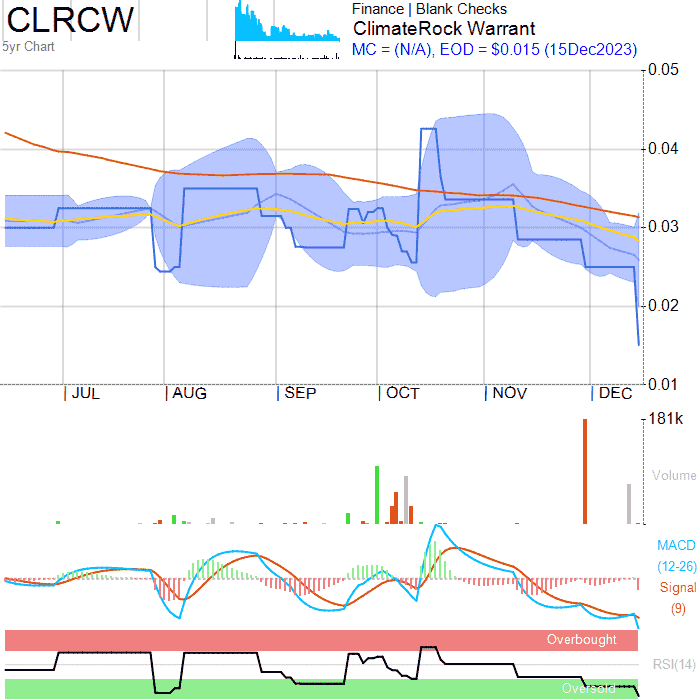 CLRCW
5yr Chart
Finance | Blank Checks
ClimateRock Warrant
MC = (N/A), EOD = $0.015 (15Dec2023)
0.05
0.04
0.03
0.02
0.01
JUL AUG SEP OCT NOV DEC
181k
Volume
MACD
(12-26)
Signal
(9)
Overbought
RSI(14)
Oversold